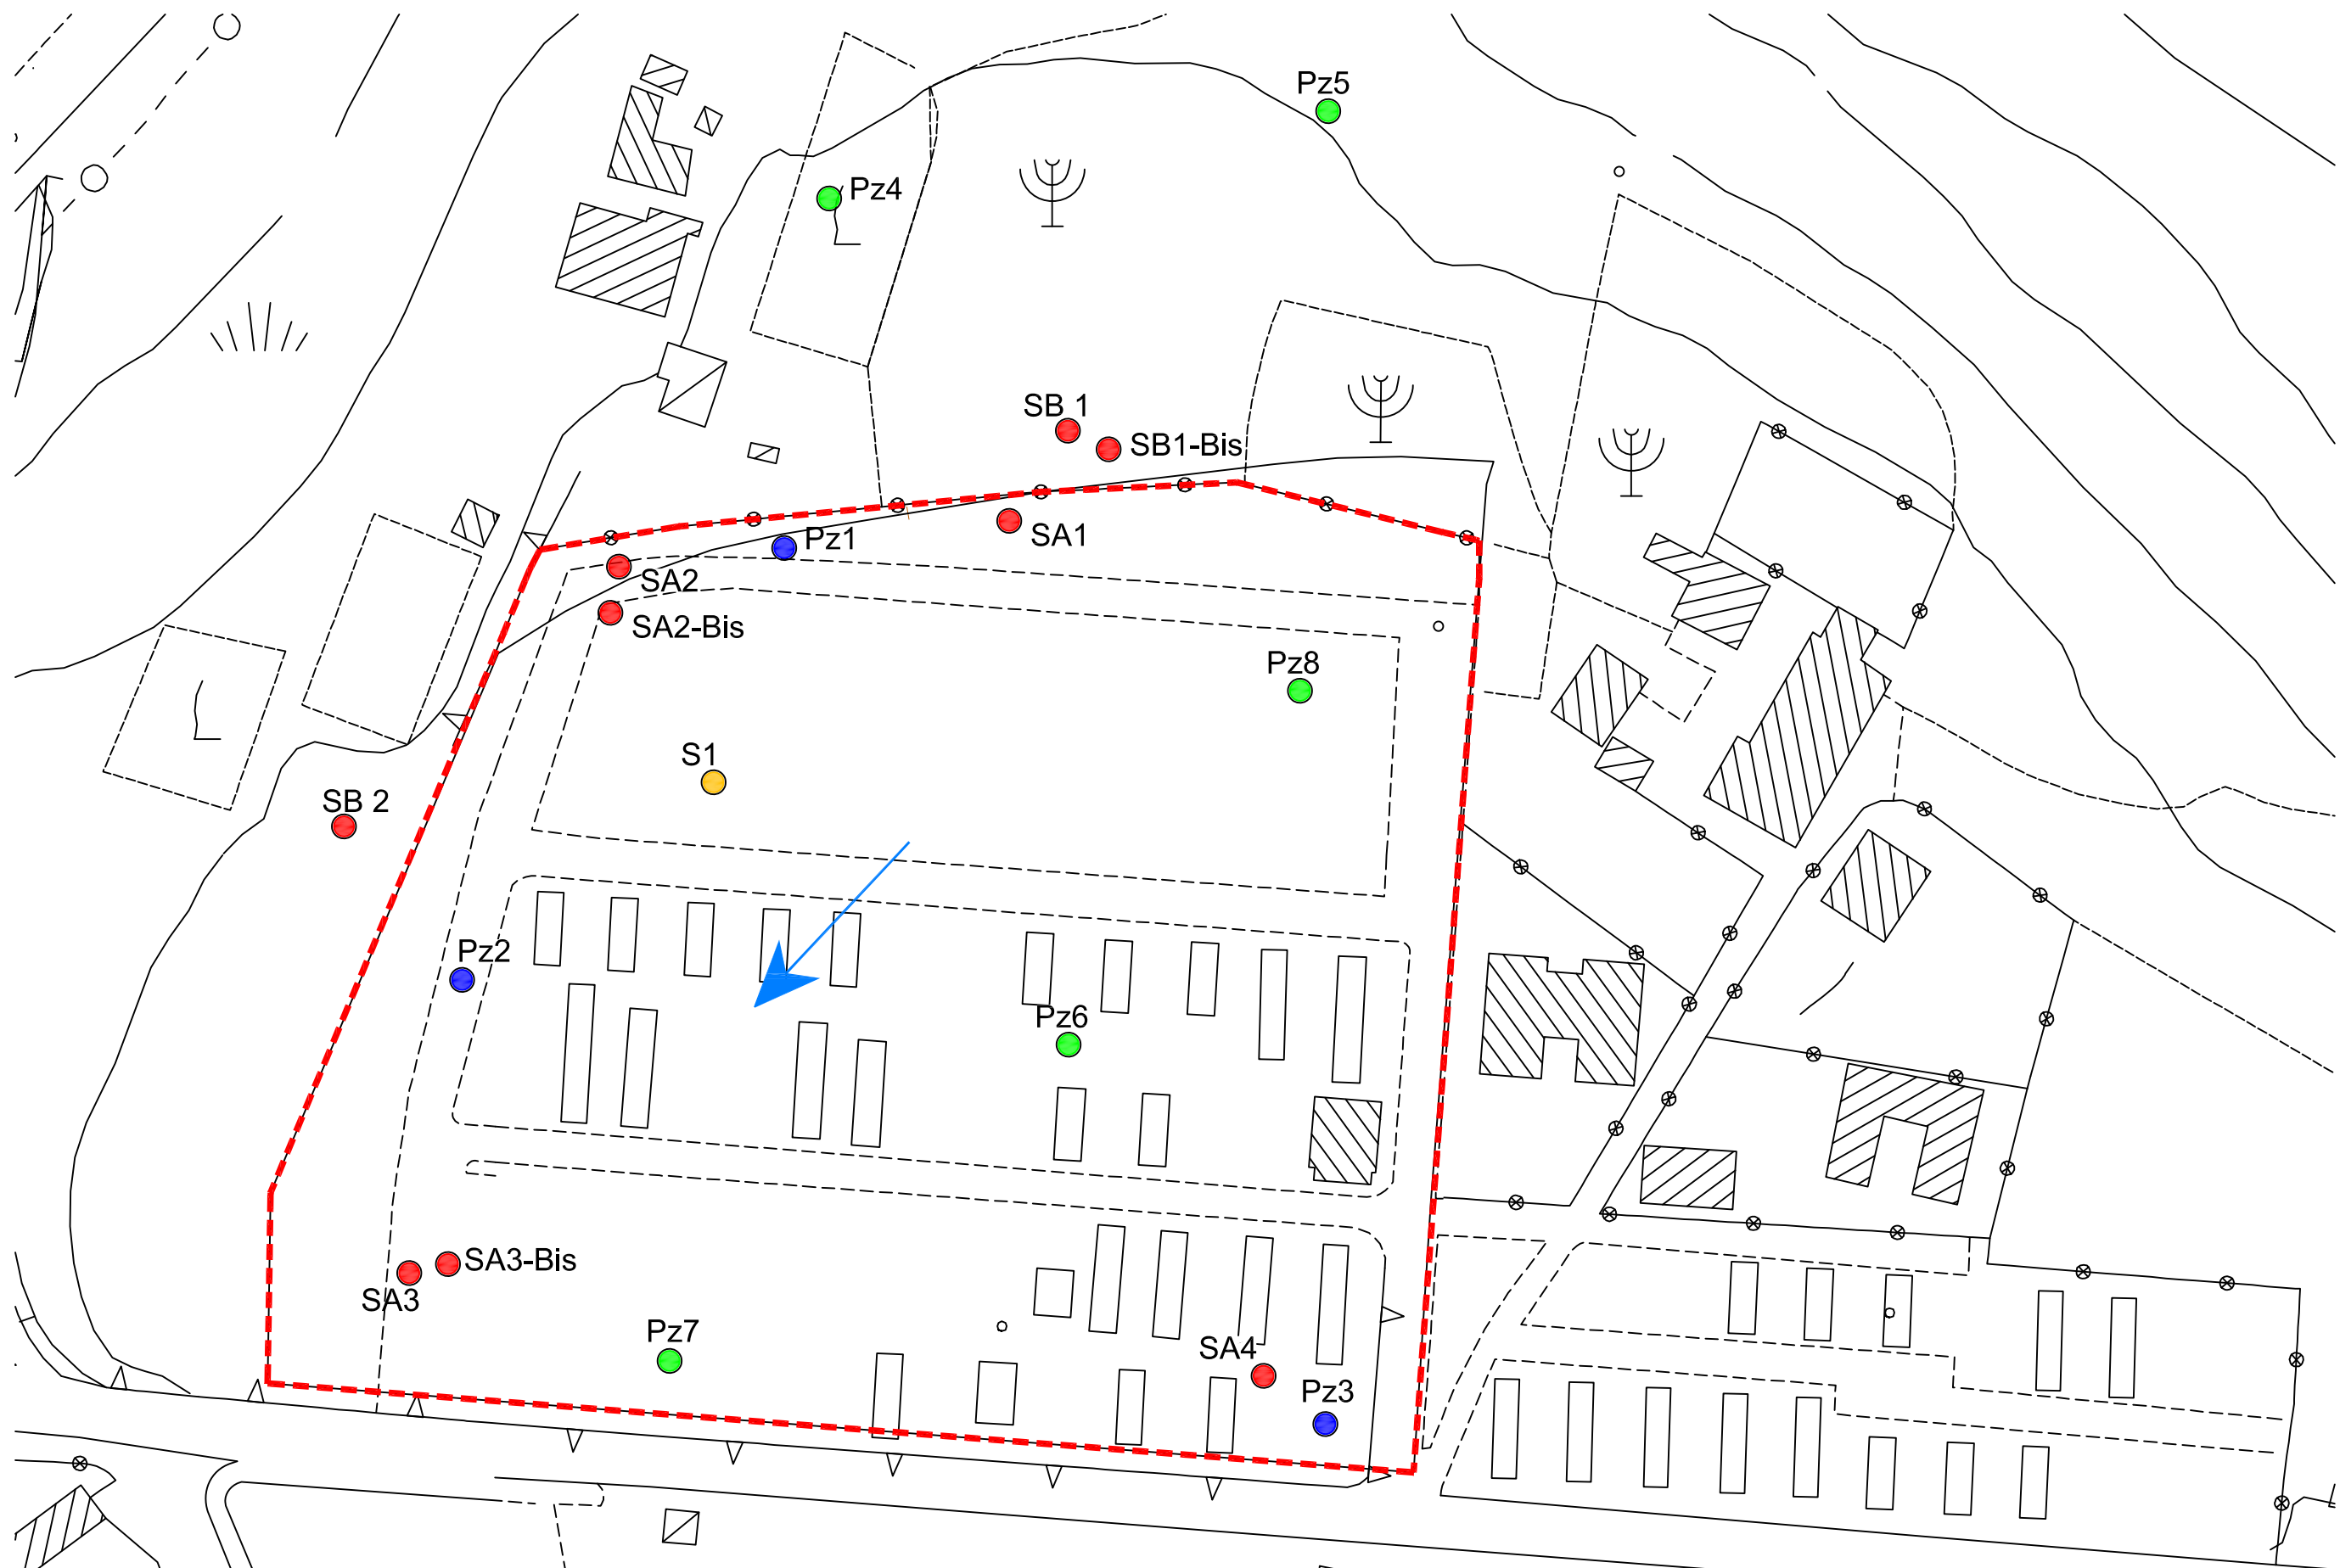 Pz5
Pz4
SB 1
SB1-Bis
SA1
Pz1
SA2
SA2-Bis
Pz8
S1
SB 2
Pz2
Pz6
SA3-Bis
SA3
Pz7
SA4
Pz3